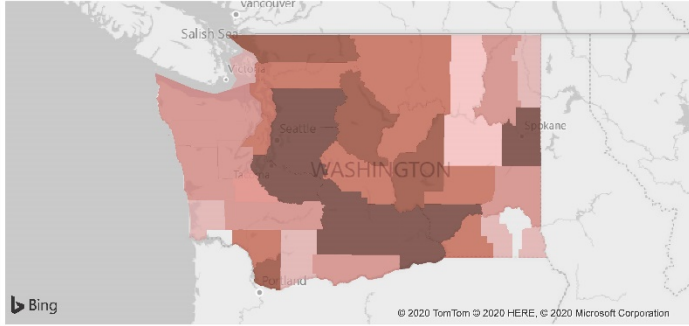 Vancouver
Salish Sea
Victoria
Seattle
Spokane
WASHINGTON
Portland
Bing
© 2020 TomTom © 2020 HERE, © 2020 Microsoft Corporation